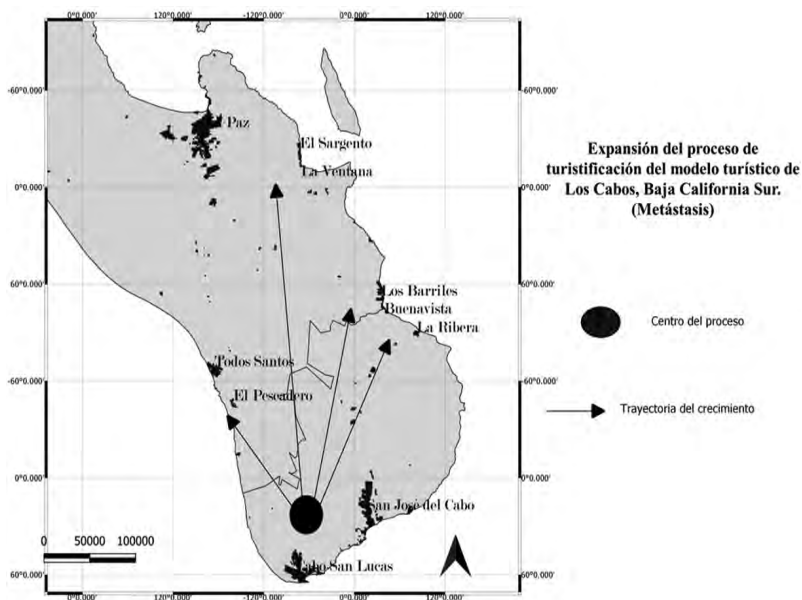 120°0.000' 120°0.000' -120°0.000' 0°0.000' 120°0.000'
-60°0.000' -60°0.000'
0°0.000' 0°0.000'
60°0.000' 60°0.000'
-60°0.000' -60°0.000'
0°0.000' 0°0.000'
60°0.000' 60°0.000'
120°0.000' 120°0.000' -120°0.000' 0°0.000' 120°0.000'
Paz
El Sargento
La Ventana
Los Barriles
Buenavista
La Ribera
Todos Santos
El Pescadero
San José del Cabo
Cabo San Lucas
0 50000 100000
Expansión del proceso de
turistificación del modelo turístico de
Los Cabos, Baja California Sur.
(Metástasis)
Centro del proceso
Trayectoria del crecimiento